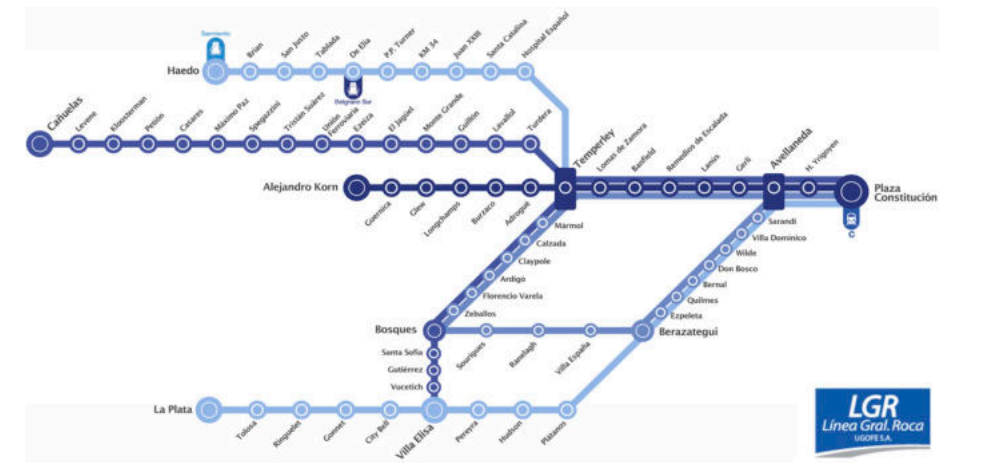 Sarmiento
Haedo
Brian
San Justo
Tablada
De Elia
P.P. Turner
KM 34
Juan XXIII
Santa Catalina
Hospital Español
Belgrano Sur
Cañuelas
Levene
Kloosterman
Petión
Casares
Máximo Paz
Spegazzini
Tristán Suárez
Unión
Ferroviaria
Ezeiza
El Jagüel
Monte Grande
Guillón
Lavallol
Turdera
Temperley
Lomas de Zamora
Banfield
Remedios de Escalada
Lanús
Gerli
Avellaneda
H. Yrigoyen
Plaza
Constitución
C
Alejandro Korn
Guernica
Glew
Longchamps
Burzaco
Adrogué
Mármol
Calzada
Claypole
Ardigó
Florencio Varela
Zeballos
Sarandí
Villa Domínico
Wilde
Don Bosco
Bernal
Quilmes
Ezpeleta
Bosques
Sourigues
Ranelagh
Villa España
Berazategui
Santa Sofía
Gutiérrez
Vucetich
La Plata
Tolosa
Ringuelet
Gonnet
City Bell
Villa Elisa
Pereyra
Hudson
Plátanos
LGR
Línea Gral. Roca
UGOFE S.A.